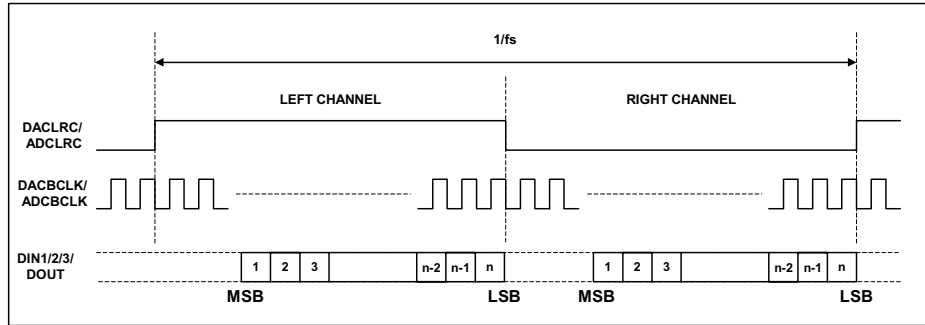 1/fs
LEFT CHANNEL
RIGHT CHANNEL
DACLRC/
ADCLRC
DACBCLK/
ADCBCLK
DIN1/2/3/
DOUT
1 2 3 n-2 n-1 n 1 2 3 n-2 n-1 n
MSB LSB MSB LSB